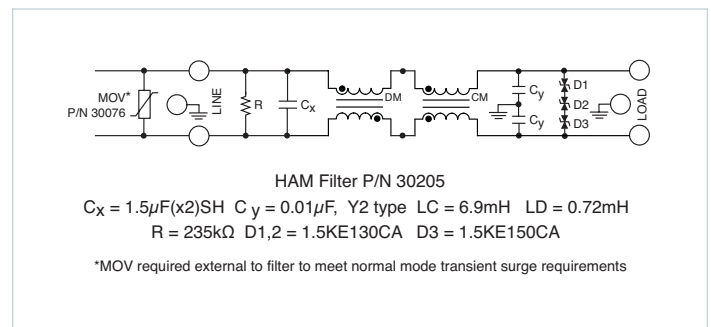 MOV*
P/N 30076
LINE
R
Cx
DM
CM
Cy
Cy
D1
D2
D3
LOAD
HAM Filter P/N 30205
Cx = 1.5µF(x2)SH C y = 0.01µF, Y2 type LC = 6.9mH LD = 0.72mH
R = 235kΩ D1,2 = 1.5KE130CA D3 = 1.5KE150CA
*MOV required external to filter to meet normal mode transient surge requirements